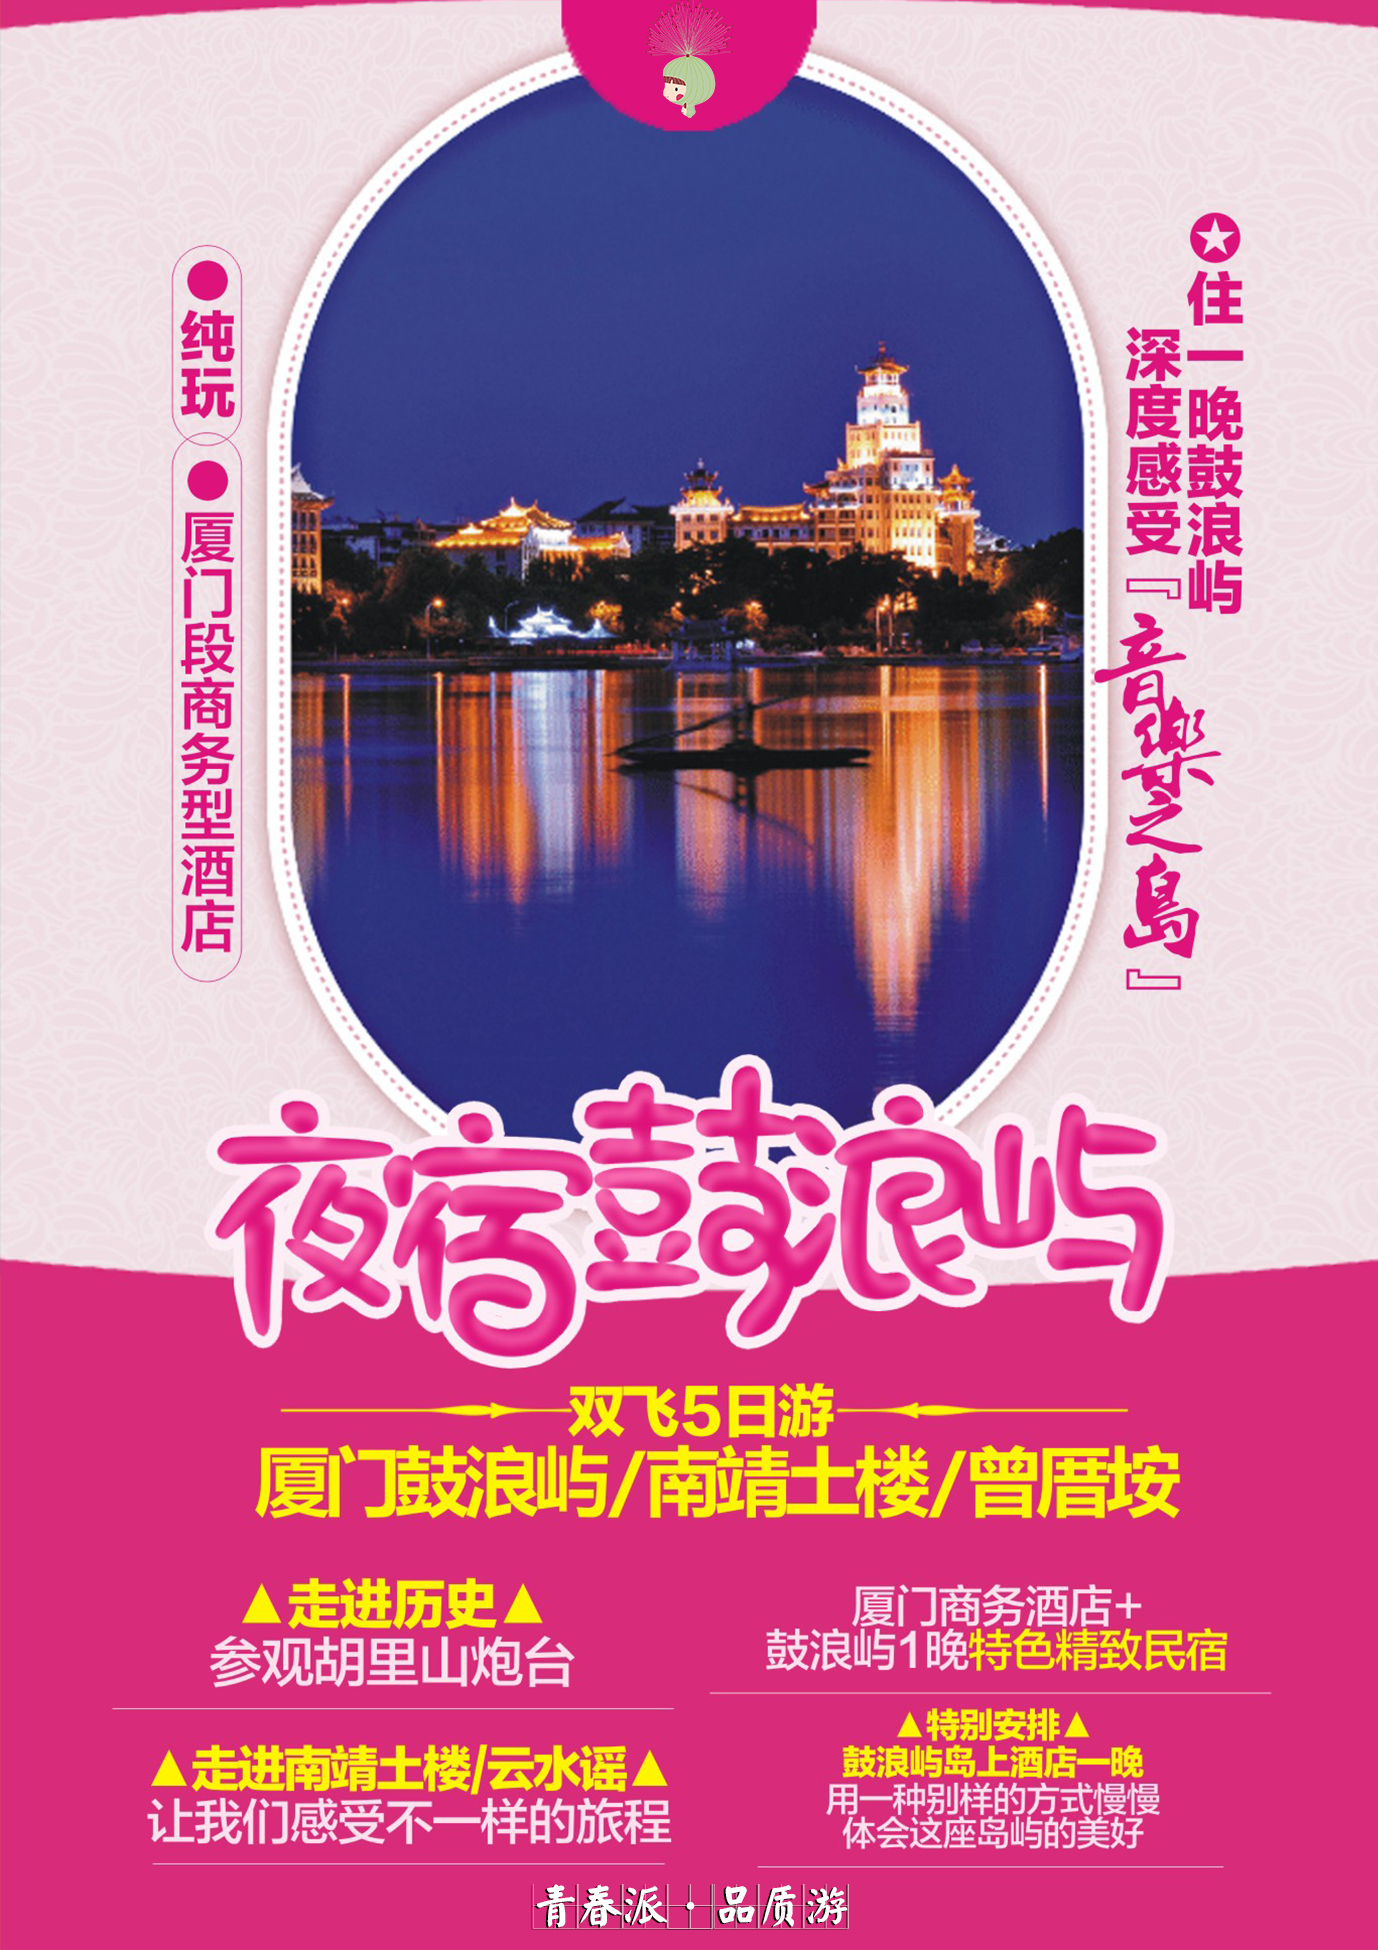 ★住一晚鼓浪屿
深度感受『音樂之島』
●纯玩
●厦门段商务型酒店
夜宿鼓浪屿
双飞5日游
厦门鼓浪屿/南靖土楼/曾厝垵
▲走进历史▲
参观胡里山炮台
厦门商务酒店+
鼓浪屿1晚特色精致民宿
▲走进南靖土楼/云水谣▲
让我们感受不一样的旅程
▲特别安排▲
鼓浪屿岛上酒店一晚
用一种别样的方式慢慢
体会这座岛屿的美好
青春派·品质游